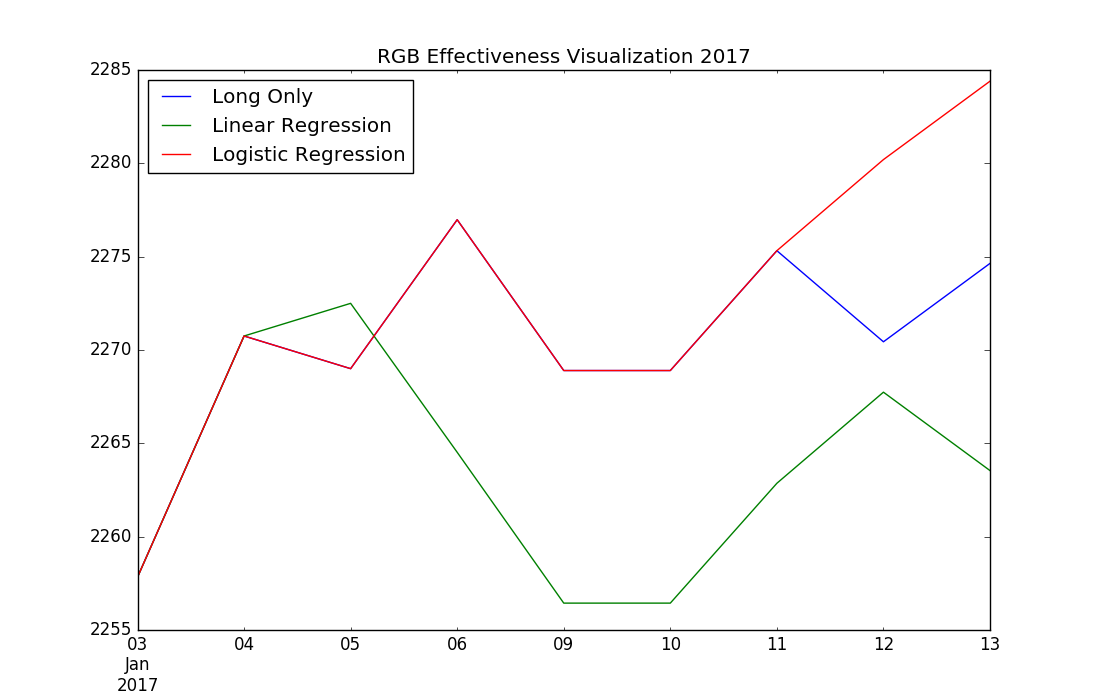 RGB Effectiveness Visualization 2017
Long Only
Linear Regression
Logistic Regression
2285
2280
2275
2270
2265
2260
2255
03 04 05 06 09 10 11 12 13
Jan
2017